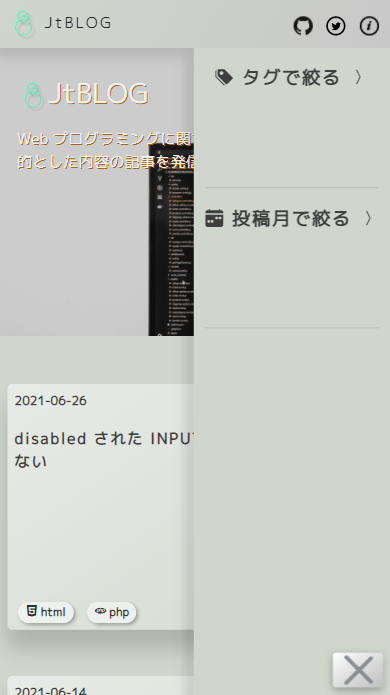 JtBLOG
JtBLOG
Web プログラミングに関
的とした内容の記事を発信
タグで絞る 〉
投稿月で絞る 〉
2021-06-26
disabled された INPUT
ない
html
php
2021-06-14